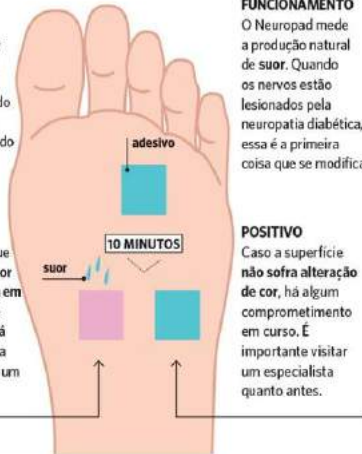 FUNCIONAMENTO
O Neuropad mede
a produção natural
de suor. Quando
os nervos estão
lesionados pela
neuropatia diabética,
essa é a primeira
coisa que se modifica
adesivo
10 MINUTOS
suor
em
um
POSITIVO
Caso a superfície
não sofra alteração
de cor, há algum
comprometimento
em curso. É
importante visitar
um especialista
quanto antes.